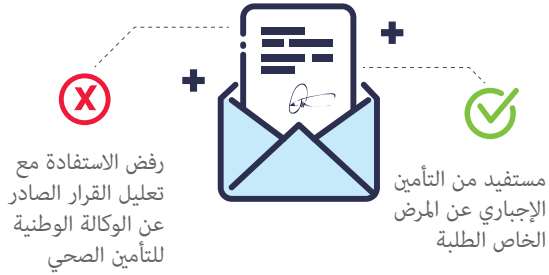 مستفيد من التأمين
الإجباري عن المرض
الخاص الطلبة
رفض الاستفادة مع
تعليل القرار الصادر
عن الوكالة الوطنية
للتأمين الصحي